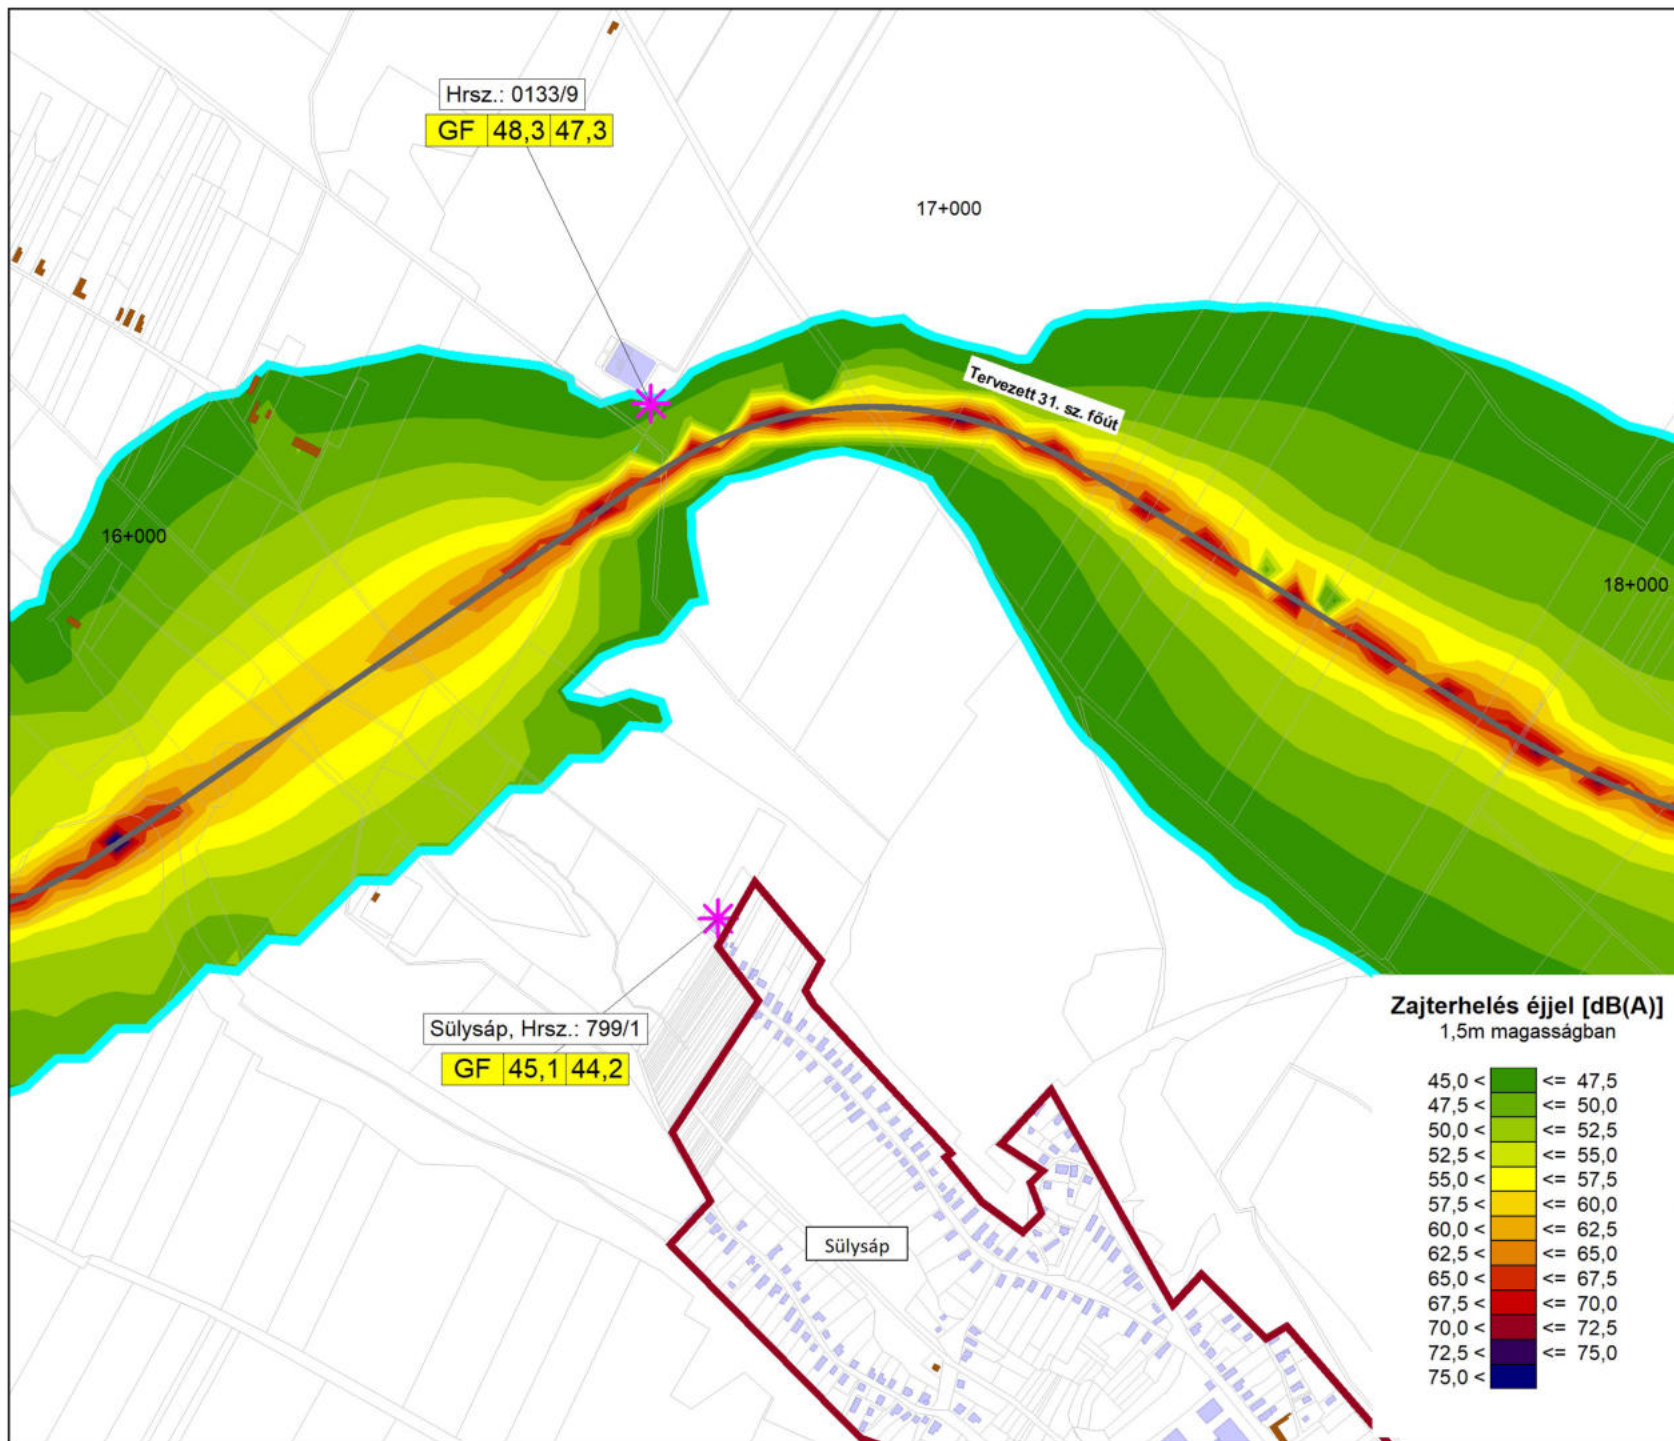 Hrsz.: 0133/9
GF 48,3 47,3
17+000
Tervezett 31. sz. főút
16+000
18+000
Sülysáp, Hrsz.: 799/1
GF 45,1 44,2
Sülysáp
Zajterhelés éjjel [dB(A)]
1,5m magasságban
45,0 < <= 47,5
47,5 < <= 50,0
50,0 < <= 52,5
52,5 < <= 55,0
55,0 < <= 57,5
57,5 < <= 60,0
60,0 < <= 62,5
62,5 < <= 65,0
65,0 < <= 67,5
67,5 < <= 70,0
70,0 < <= 72,5
72,5 < <= 75,0
75,0 <